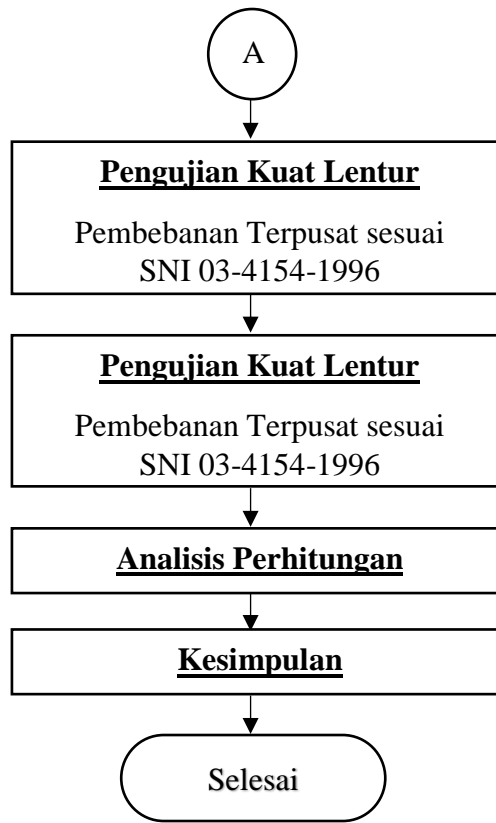 A
Pengujian Kuat Lentur
Pembebanan Terpusat sesuai
SNI 03-4154-1996
Pengujian Kuat Lentur
Pembebanan Terpusat sesuai
SNI 03-4154-1996
Analisis Perhitungan
Kesimpulan
Selesai